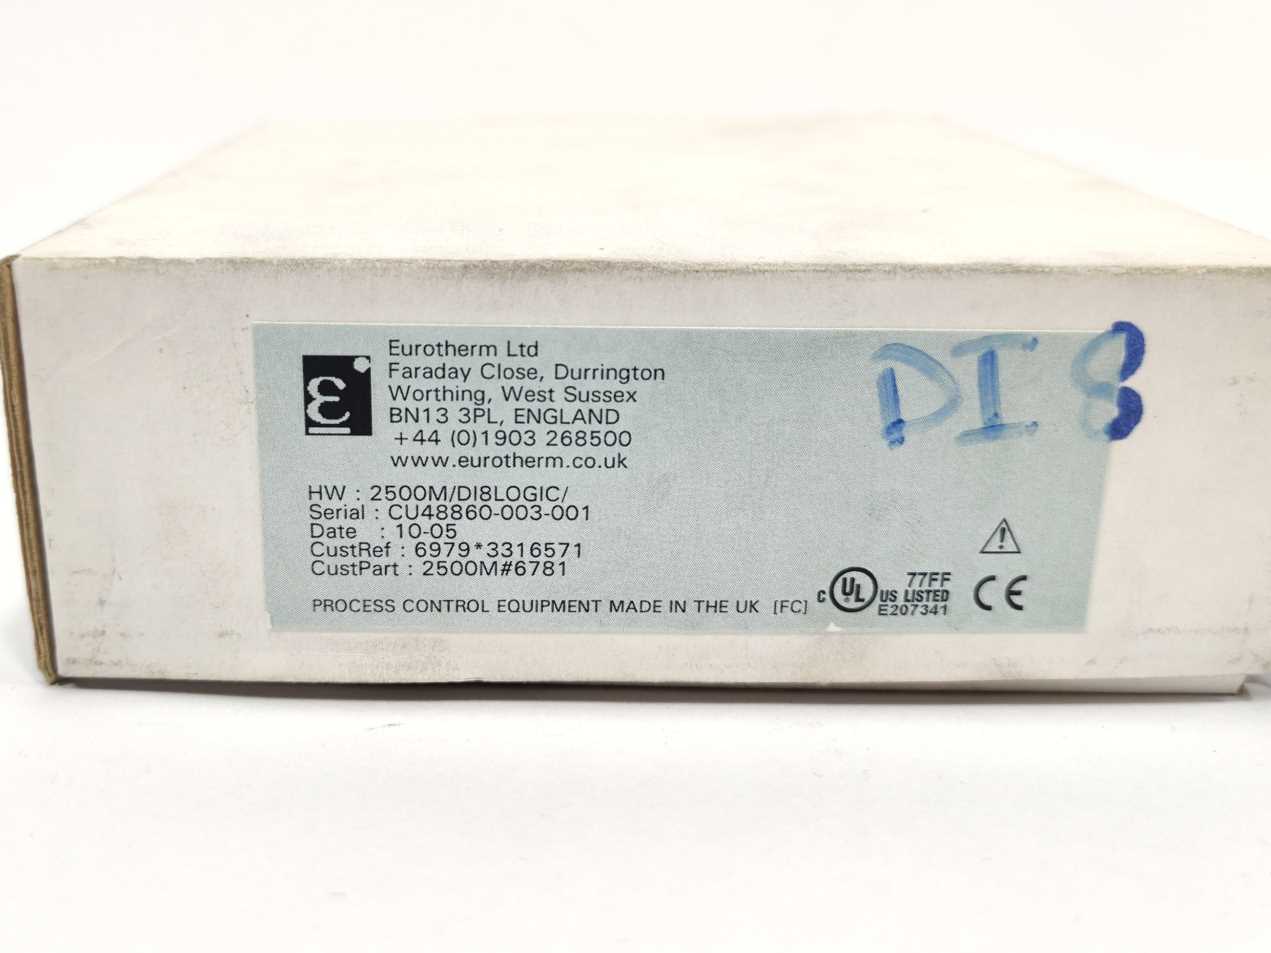 Eurotherm Ltd
Faraday Close, Durrington
Worthing, West Sussex
BN13 3PL, ENGLAND
+44 (0)1903 268500
www.eurotherm.co.uk
DI8
HW : 2500M/DI8LOGIC/
Serial : CU48860-003-001
Date : 10-05
CustRef : 6979*3316571
CustPart : 2500M#6781
PROCESS CONTROL EQUIPMENT MADE IN THE UK [FC]
C UL US LISTED
77FF
E207341
CE